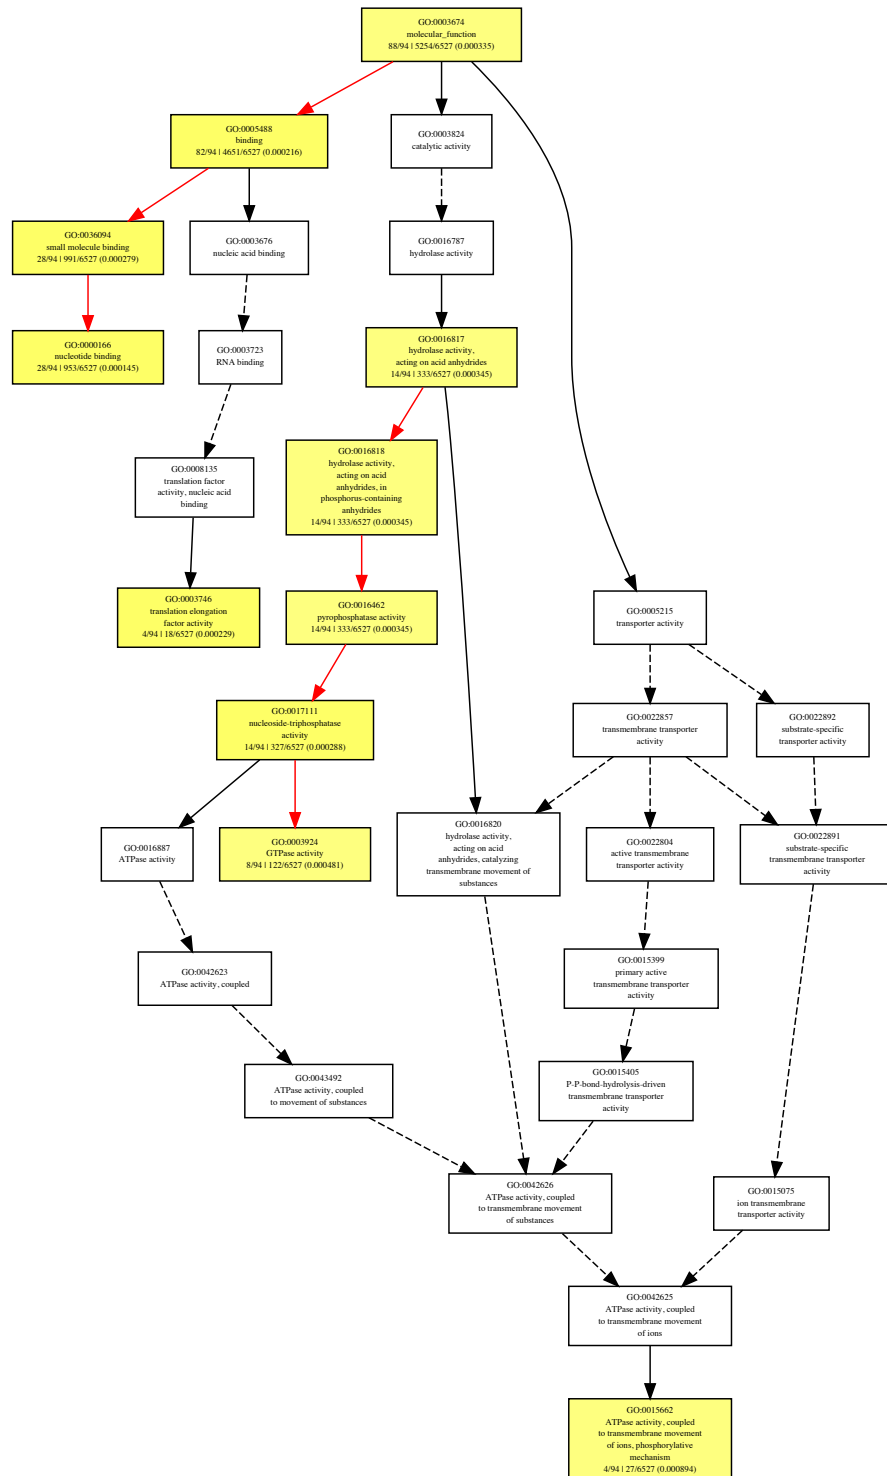 GO:0003674
molecular_function
88/94 | 5254/6527 (0.000335)
GO:0005488
binding
82/94 | 4651/6527 (0.000216)
GO:0003824
catalytic activity
GO:0036094
small molecule binding
28/94 | 991/6527 (0.000279)
GO:0003676
nucleic acid binding
GO:0016787
hydrolase activity
GO:0000166
nucleotide binding
28/94 | 953/6527 (0.000145)
GO:0003723
RNA binding
GO:0016817
hydrolase activity,
acting on acid anhydrides
14/94 | 333/6527 (0.000345)
GO:0008135
translation factor
activity, nucleic acid
binding
GO:0016818
hydrolase activity,
acting on acid
anhydrides, in
phosphorus-containing
anhydrides
14/94 | 333/6527 (0.000345)
GO:0003746
translation elongation
factor activity
4/94 | 18/6527 (0.000229)
GO:0016462
pyrophosphatase activity
14/94 | 333/6527 (0.000345)
GO:0005215
transporter activity
GO:0017111
nucleoside-triphosphatase
activity
14/94 | 327/6527 (0.000288)
GO:0022857
transmembrane transporter
activity
GO:0022892
substrate-specific
transporter activity
GO:0016887
ATPase activity
GO:0003924
GTPase activity
8/94 | 122/6527 (0.000481)
GO:0016820
hydrolase activity,
acting on acid
anhydrides, catalyzing
transmembrane movement of
substances
GO:0022804
active transmembrane
transporter activity
GO:0022891
substrate-specific
transmembrane transporter
activity
GO:0042623
ATPase activity, coupled
GO:0015399
primary active
transmembrane transporter
activity
GO:0043492
ATPase activity, coupled
to movement of substances
GO:0015405
P-P-bond-hydrolysis-driven
transmembrane transporter
activity
GO:0042626
ATPase activity, coupled
to transmembrane movement
of substances
GO:0015075
ion transmembrane
transporter activity
GO:0042625
ATPase activity, coupled
to transmembrane movement
of ions
GO:0015662
ATPase activity, coupled
to transmembrane movement
of ions, phosphorylative
mechanism
4/94 | 27/6527 (0.000894)